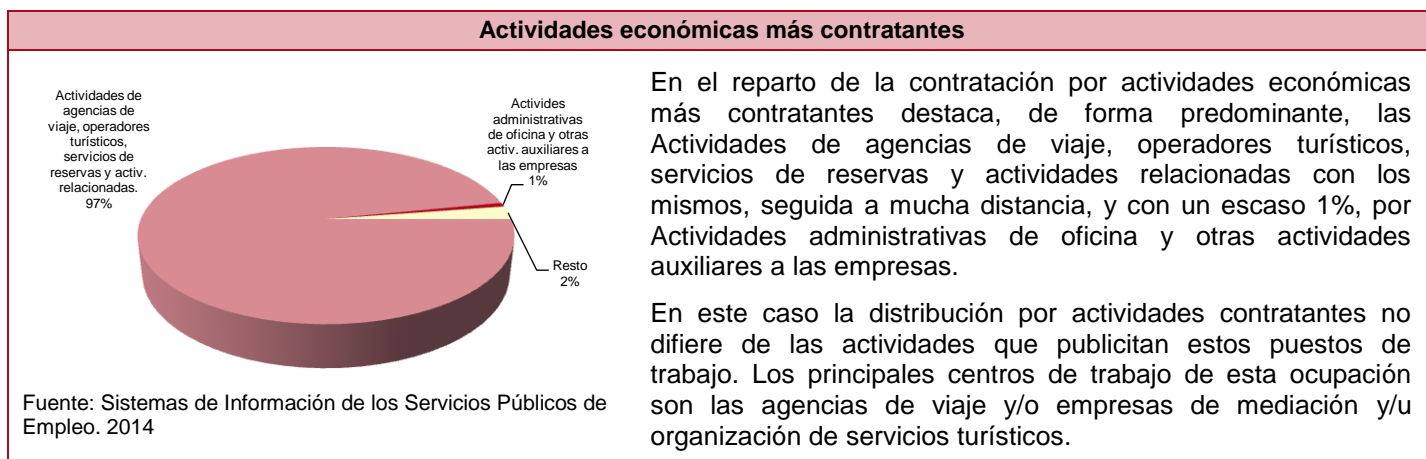 Actividades económicas más contratantes
Actividades de
agencias de
viaje, operadores
turísticos,
servicios de
reservas y activ.
relacionadas.
97%
Activides
administrativas
de oficina y otras
activ. auxiliares a
las empresas
1%
Resto
2%
Fuente: Sistemas de Información de los Servicios Públicos de
Empleo. 2014
En el reparto de la contratación por actividades económicas
más contratantes destaca, de forma predominante, las
Actividades de agencias de viaje, operadores turísticos,
servicios de reservas y actividades relacionadas con los
mismos, seguida a mucha distancia, y con un escaso 1%, por
Actividades administrativas de oficina y otras actividades
auxiliares a las empresas.
En este caso la distribución por actividades contratantes no
difiere de las actividades que publicitan estos puestos de
trabajo. Los principales centros de trabajo de esta ocupación
son las agencias de viaje y/o empresas de mediación y/u
organización de servicios turísticos.